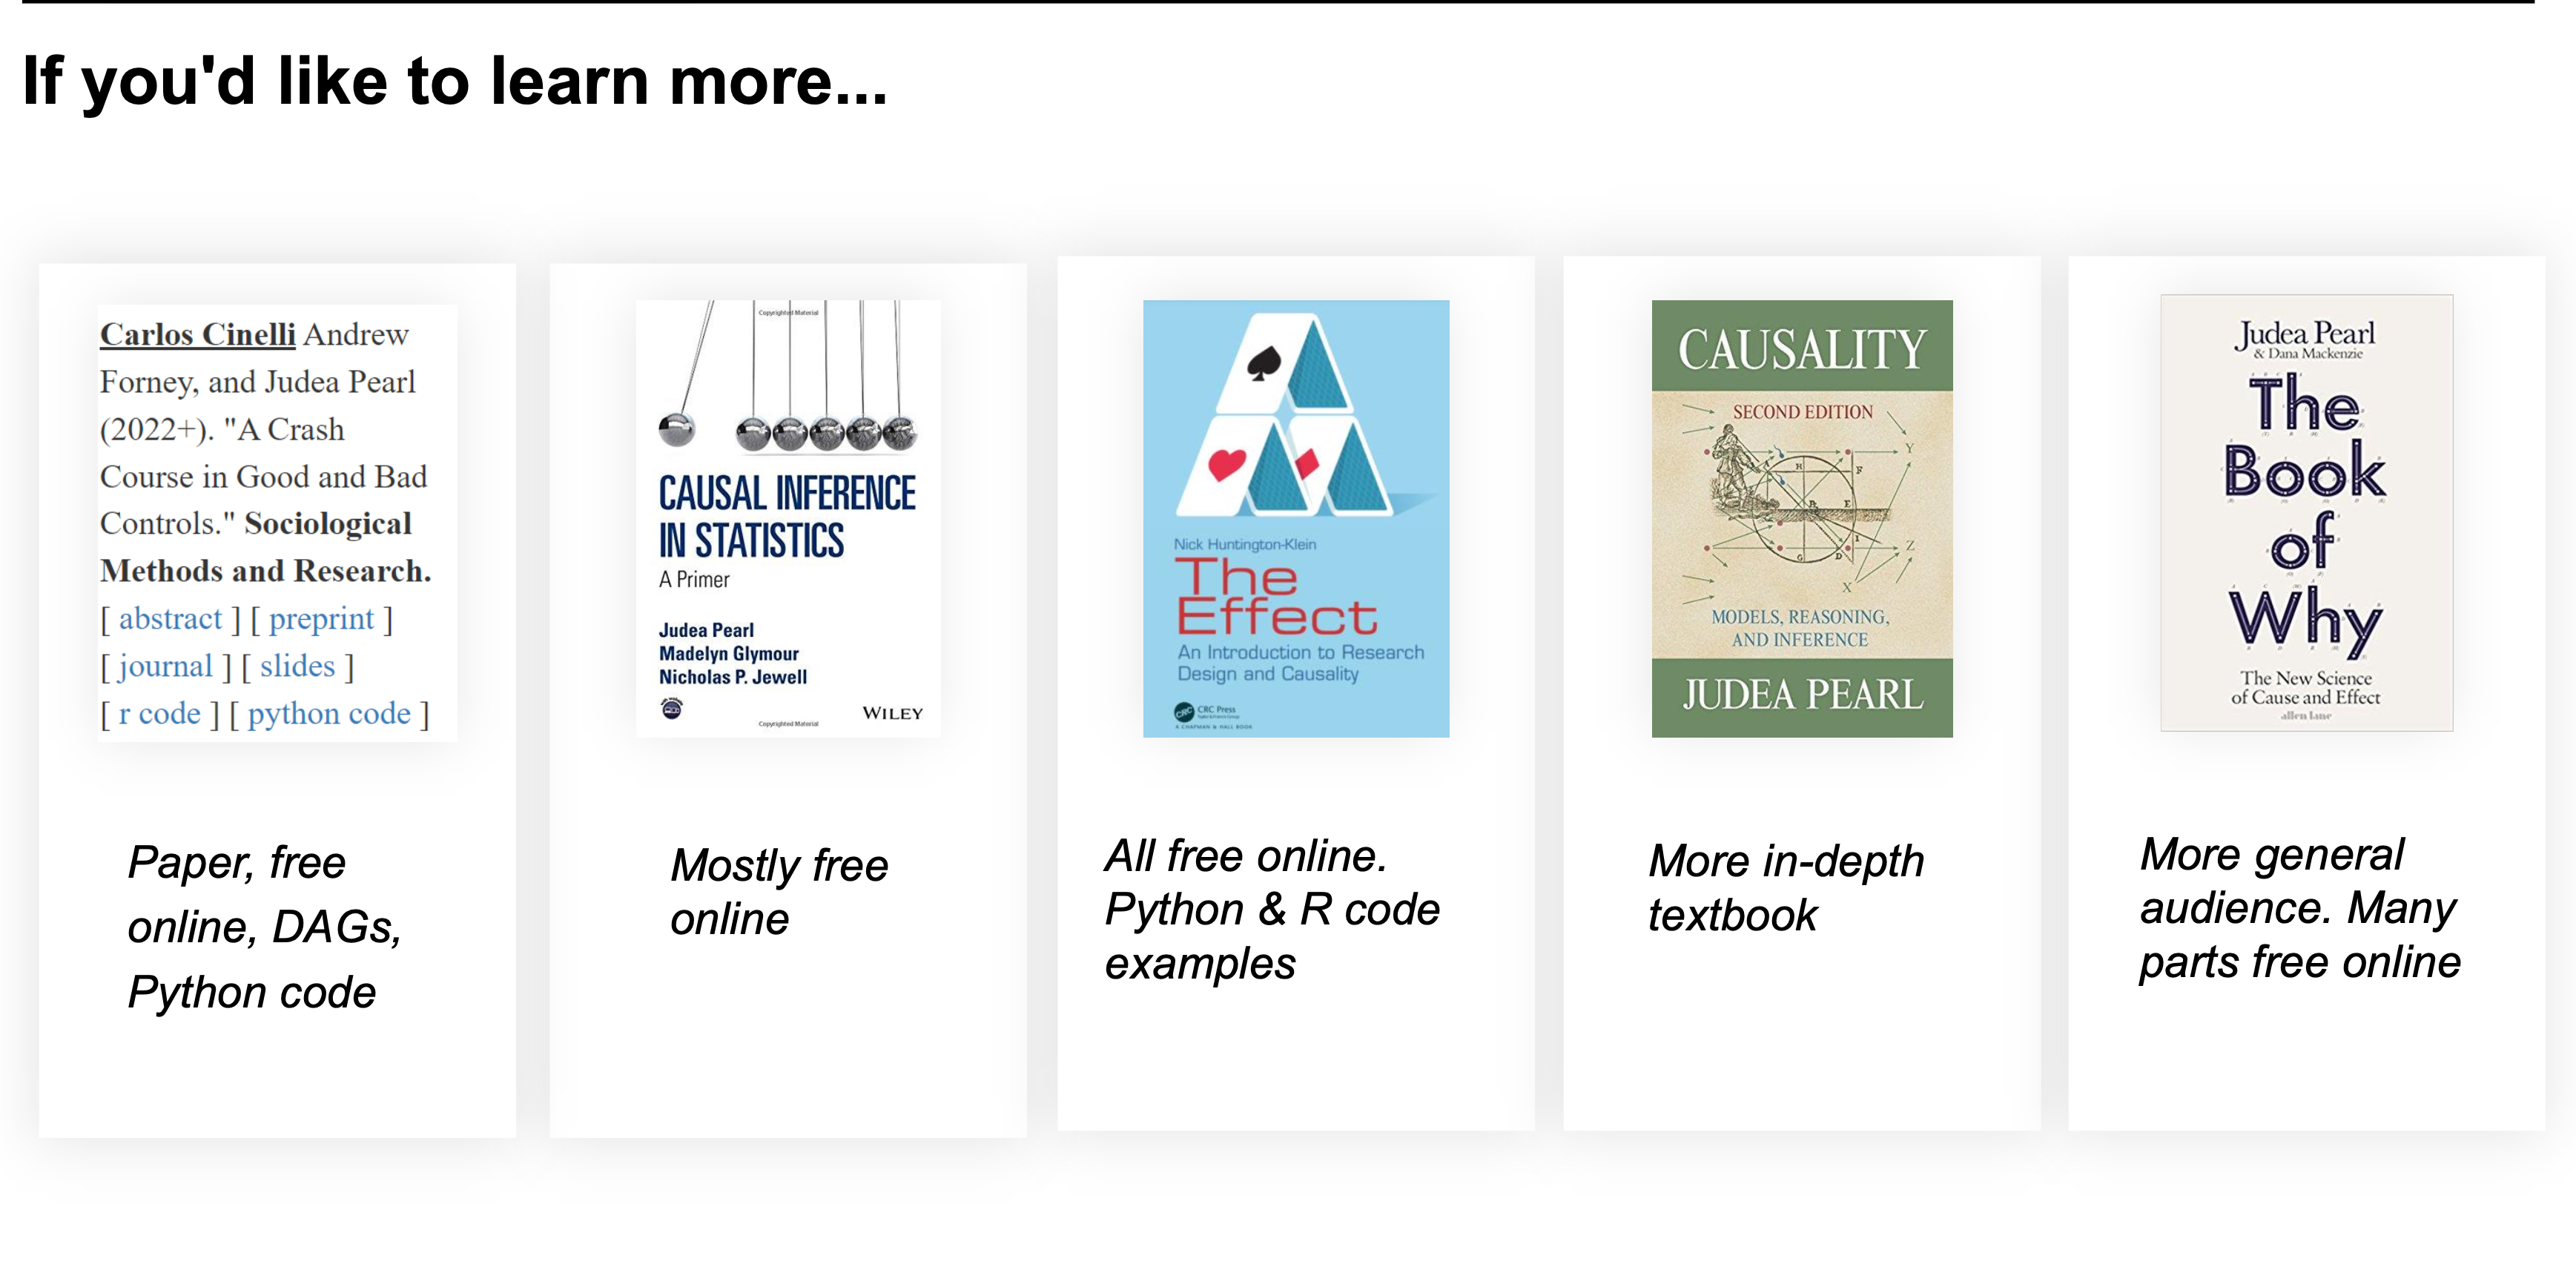 If you'd like to learn more...
Carlos Cinelli Andrew
Forney, and Judea Pearl
(2022+). "A Crash
Course in Good and Bad
Controls." Sociological
Methods and Research.
[ abstract ] [ preprint ]
[ journal ] [ slides ]
[ r code ] [ python code ]
Paper, free
online, DAGs,
Python code
Copyrighted Material
CAUSAL INFERENCE
IN STATISTICS
A Primer
Judea Pearl
Madelyn Glymour
Nicholas P. Jewell
WILEY
Copyrighted Material
Mostly free
online
Nick Huntington-Klein
The
Effect
An Introduction to Research
Design and Causality
CRC
CRC Press
Taylor & Francis Group
A CHAPMAN & HALL BOOK
All free online.
Python & R code
examples
CAUSALITY
SECOND EDITION
Y
H
F
E
I
G
D
Z
X
MODELS, REASONING,
AND INFERENCE
JUDEA PEARL
More in-depth
textbook
Judea Pearl
& Dana Mackenzie
The
Book
of
Why
The New Science
of Cause and Effect
allen lane
More general
audience. Many
parts free online